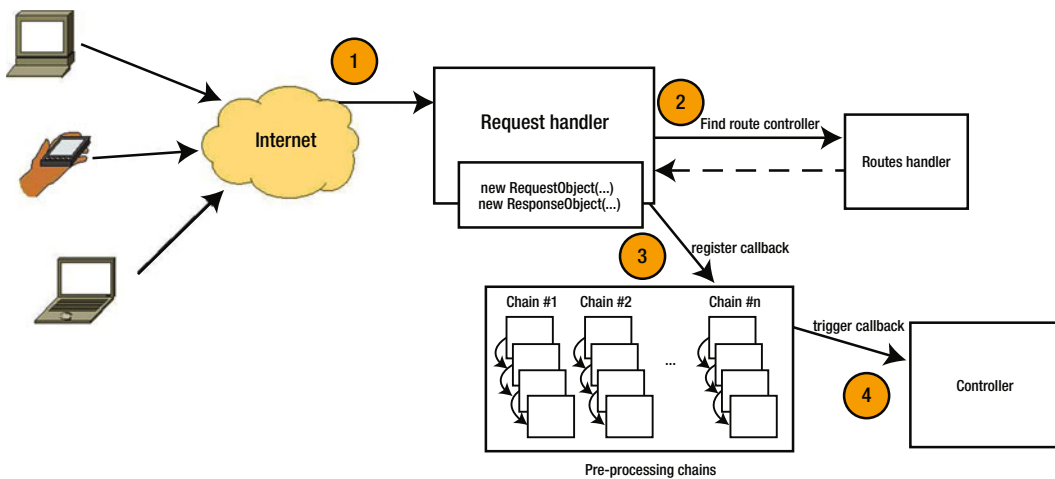 1
Internet
Request handler
new RequestObject(...)
new ResponseObject(...)
2
Find route controller
Routes handler
3
register callback
Chain #1
Chain #2
Chain #n
...
Pre-processing chains
trigger callback
4
Controller